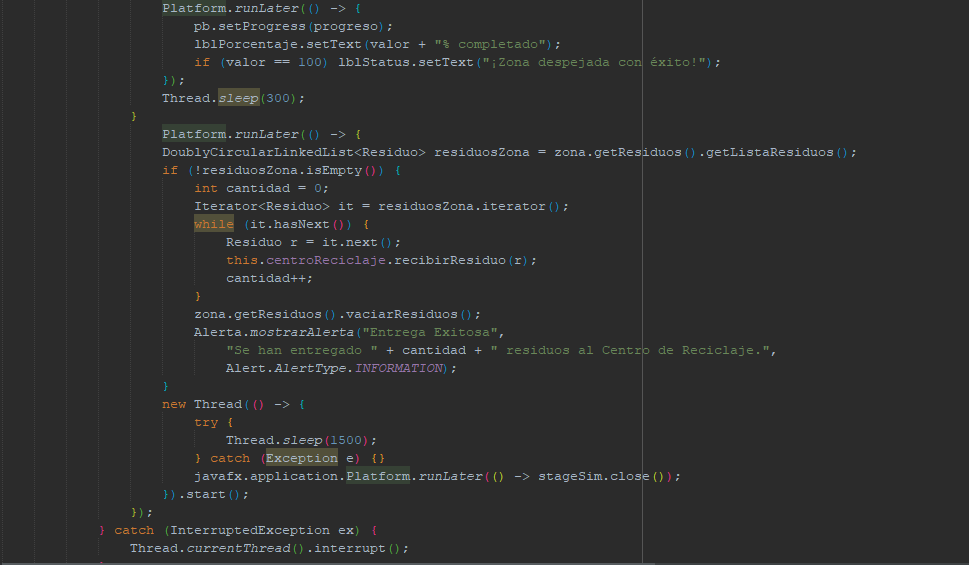 Platform.runLater(() -> {
pb.setProgress(progreso);
lblPorcentaje.setText(valor + "% completado");
if (valor == 100) lblStatus.setText("¡Zona despejada con éxito!");
});
Thread.sleep(300);
}
Platform.runLater(() -> {
DoublyCircularLinkedList<Residuo> residuosZona = zona.getResiduos().getListaResiduos();
if (!residuosZona.isEmpty()) {
int cantidad = 0;
Iterator<Residuo> it = residuosZona.iterator();
while (it.hasNext()) {
Residuo r = it.next();
this.centroReciclaje.recibirResiduo(r);
cantidad++;
}
zona.getResiduos().vaciarResiduos();
Alerta.mostrarAlerta("Entrega Exitosa",
"Se han entregado " + cantidad + " residuos al Centro de Reciclaje.",
Alert.AlertType.INFORMATION);
}
new Thread(() -> {
try {
Thread.sleep(1500);
} catch (Exception e) {}
javafx.application.Platform.runLater(() -> stageSim.close());
}).start();
});
} catch (InterruptedException ex) {
Thread.currentThread().interrupt();